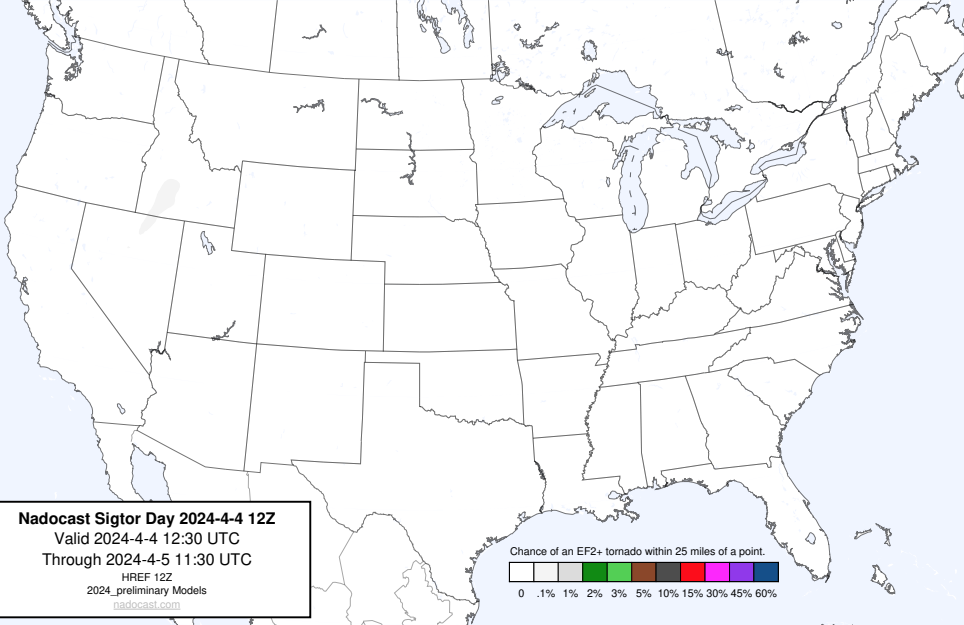 Nadocast Sigtor Day 2024-4-4 12Z
Valid 2024-4-4 12:30 UTC
Through 2024-4-5 11:30 UTC
HREF 12Z
2024_preliminary Models
nadocast.com
Chance of an EF2+ tornado within 25 miles of a point.
0 .1% 1% 2% 3% 5% 10% 15% 30% 45% 60%